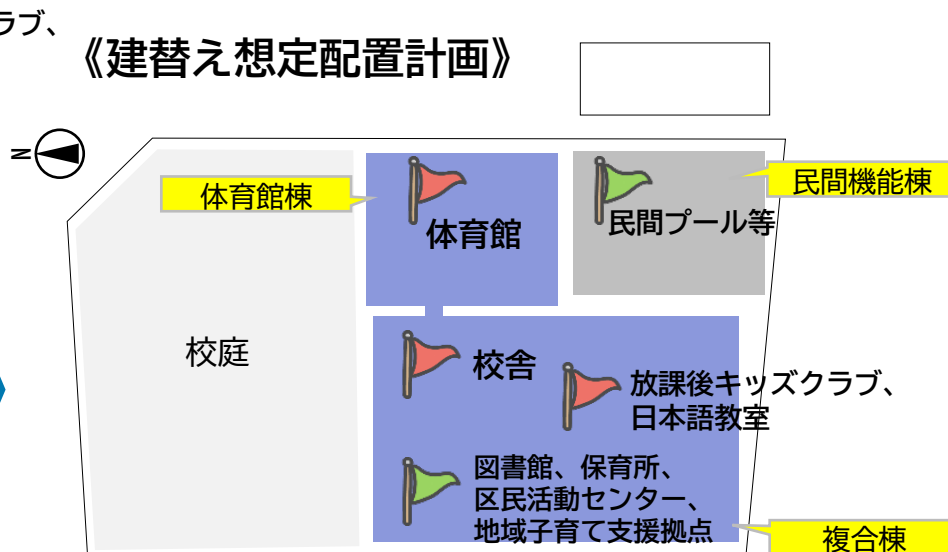 ラブ、
《建替え想定配置計画》
N
体育館棟
民間機能棟
体育館
民間プール等
校庭
校舎
放課後キッズクラブ、
日本語教室
図書館、保育所、
区民活動センター、
地域子育て支援拠点
複合棟